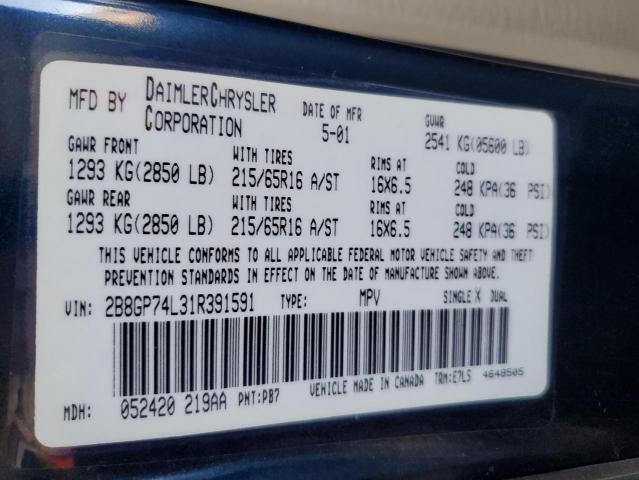 MFD BY DAIMLERCHRYSLER CORPORATION DATE OF MFR 5-01 GVWR 2541 KG(05600 LB)
GAWR FRONT WITH TIRES RIMS AT COLD
1293 KG(2850 LB) 215/65R16 A/ST 16X6.5 248 KPA(36 PSI)
GAWR REAR WITH TIRES RIMS AT COLD
1293 KG(2850 LB) 215/65R16 A/ST 16X6.5 248 KPA(36 PSI)
THIS VEHICLE CONFORMS TO ALL APPLICABLE FEDERAL MOTOR VEHICLE SAFETY AND THEFT
PREVENTION STANDARDS IN EFFECT ON THE DATE OF MANUFACTURE SHOWN ABOVE.
VIN: 2B8GP74L31R391591 TYPE: MPV SINGLE X DUAL
VEHICLE MADE IN CANADA TRM:E7L5 4648505
MDH: 052420 219AA PNT:PB7